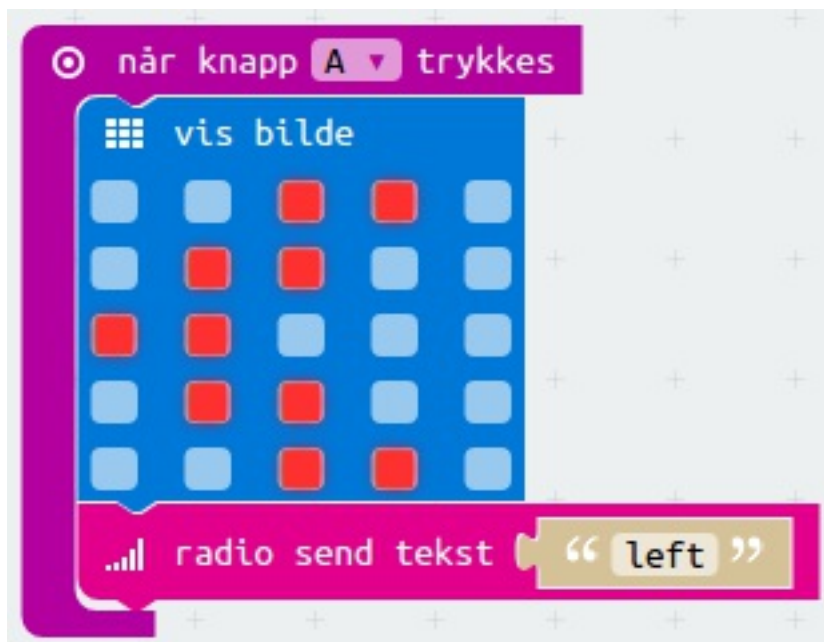 når knapp A trykkes
vis bilde
radio send tekst “ left ”